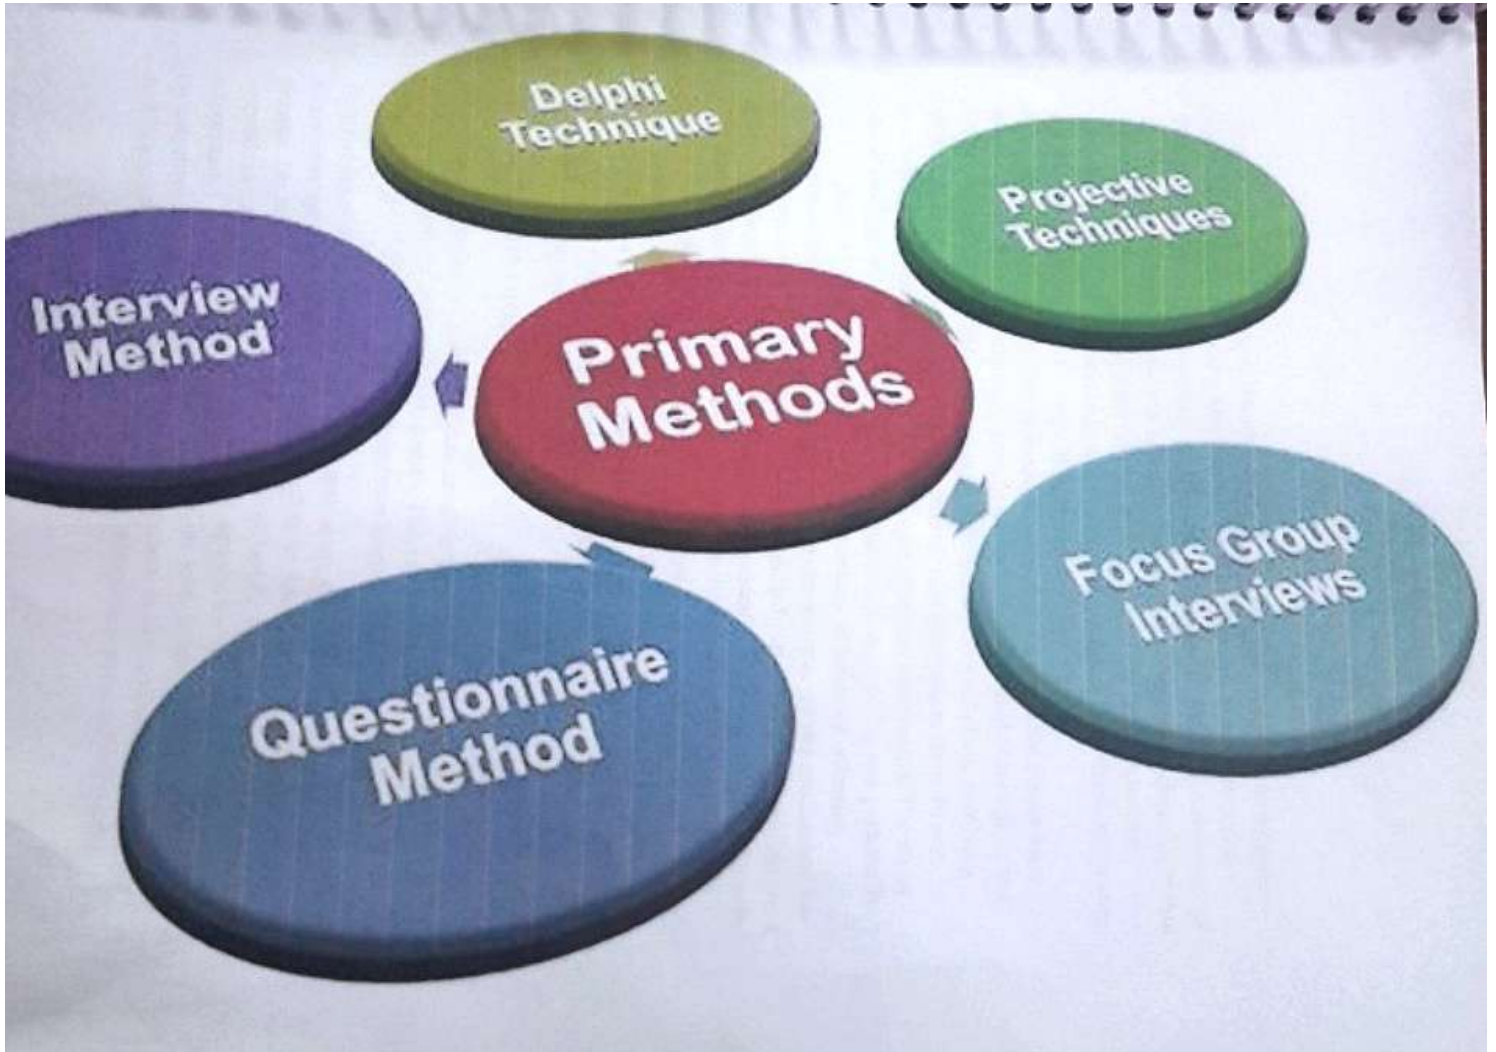 Delphi
Technique
Projective
Techniques
Interview
Method
Primary
Methods
Focus Group
Interviews
Questionnaire
Method